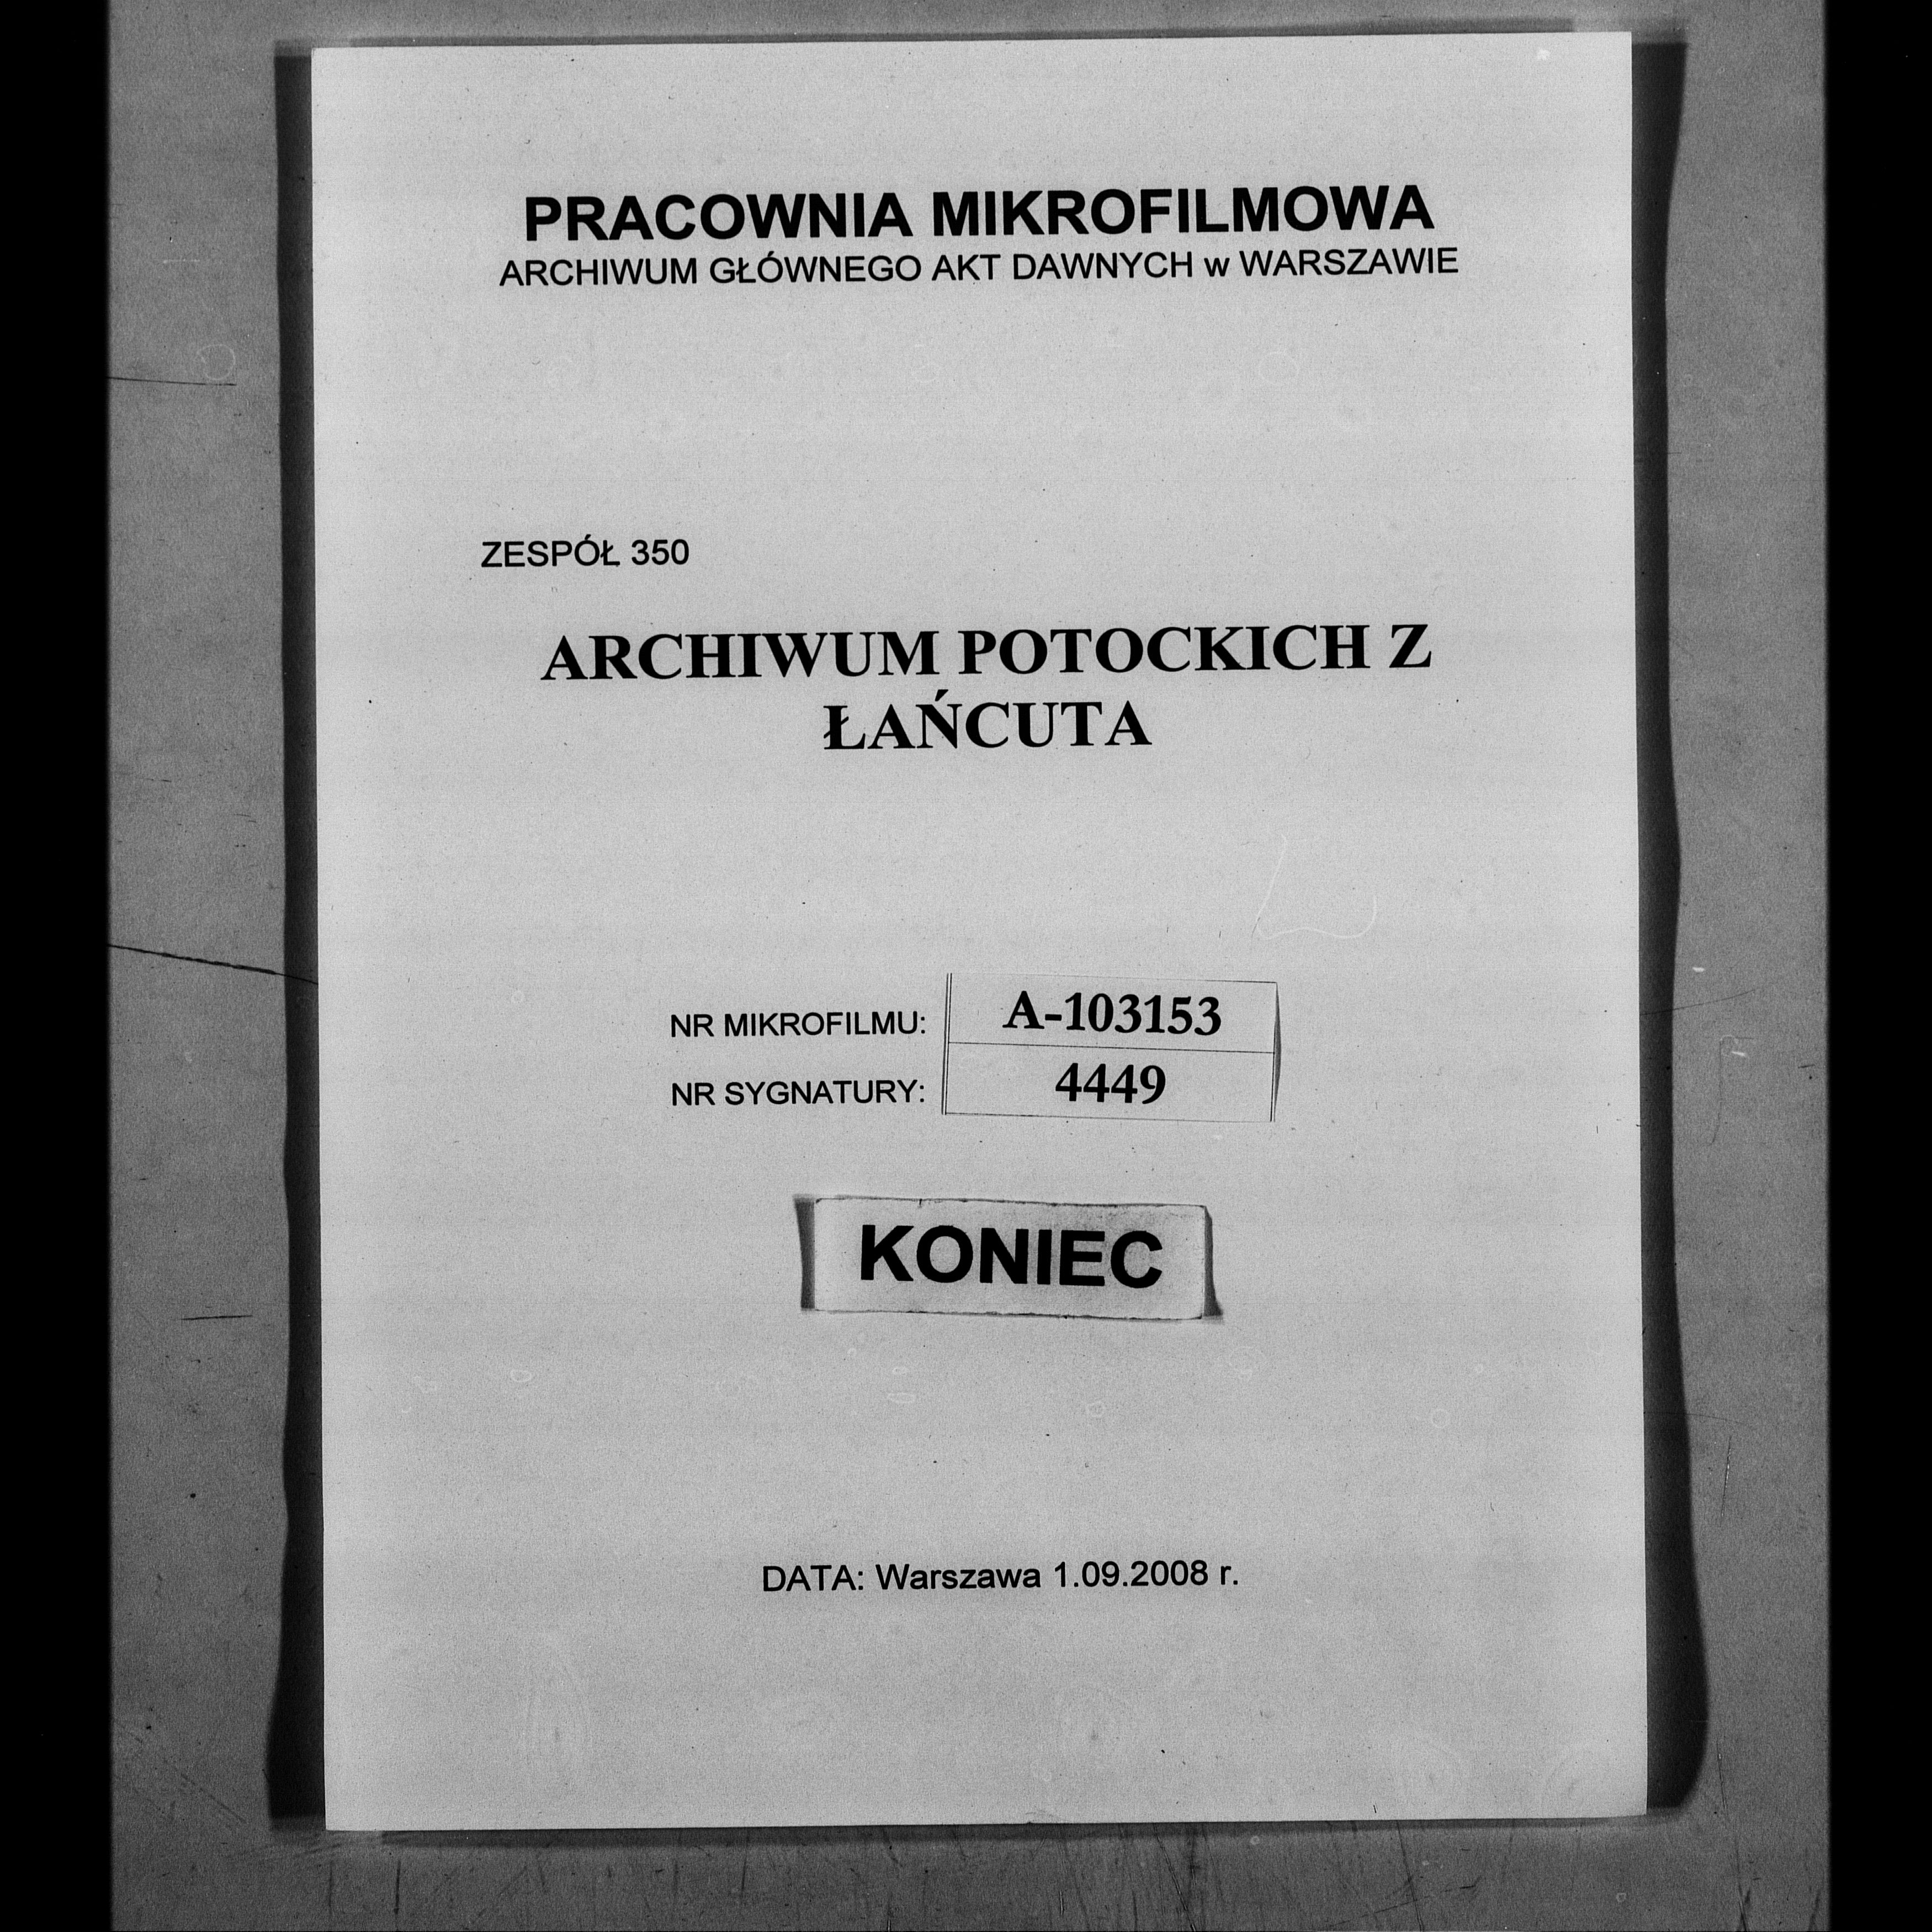 PRACOWNIA MIKROFILMOWA
ARCHIWUM GŁÓWNEGO AKT DAWNYCH w WARSZAWIE
ZESPÓŁ 350
ARCHIWUM POTOCKICH Z
ŁAŃCUTA
NR MIKROFILMU: A-103153
NR SYGNATURY: 4449
KONIEC
DATA: Warszawa 1.09.2008 r.